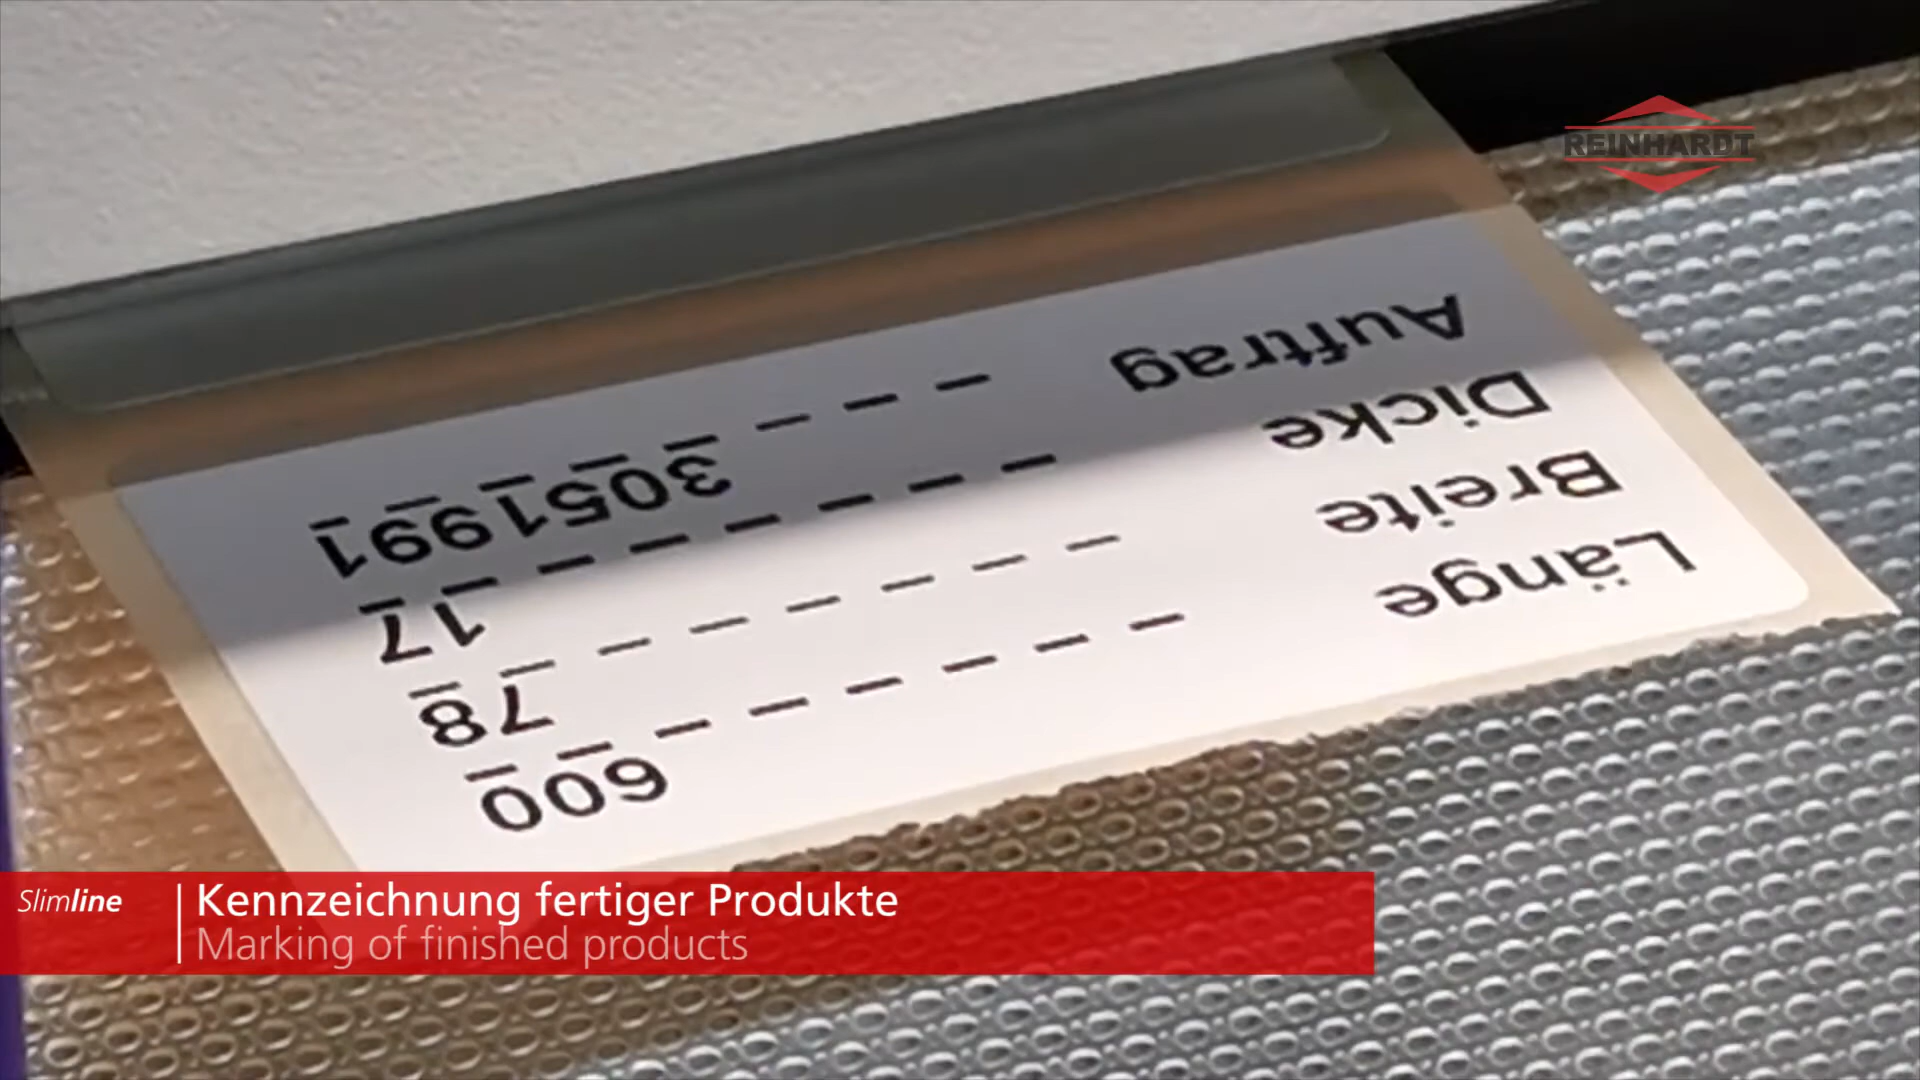 REINHARDT
Länge 600
Breite 78
Dicke 17
Auftrag 3051991
Slimline
Kennzeichnung fertiger Produkte
Marking of finished products